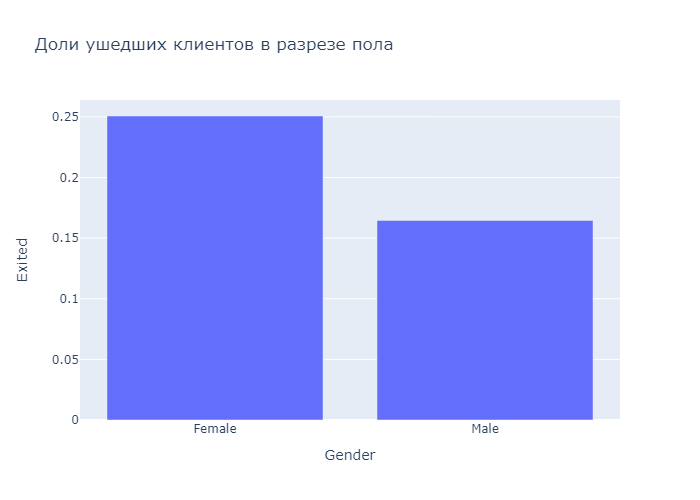 Доли ушедших клиентов в разрезе пола
0.25
0.2
0.15
0.1
0.05
0
Exited
Female
Male
Gender